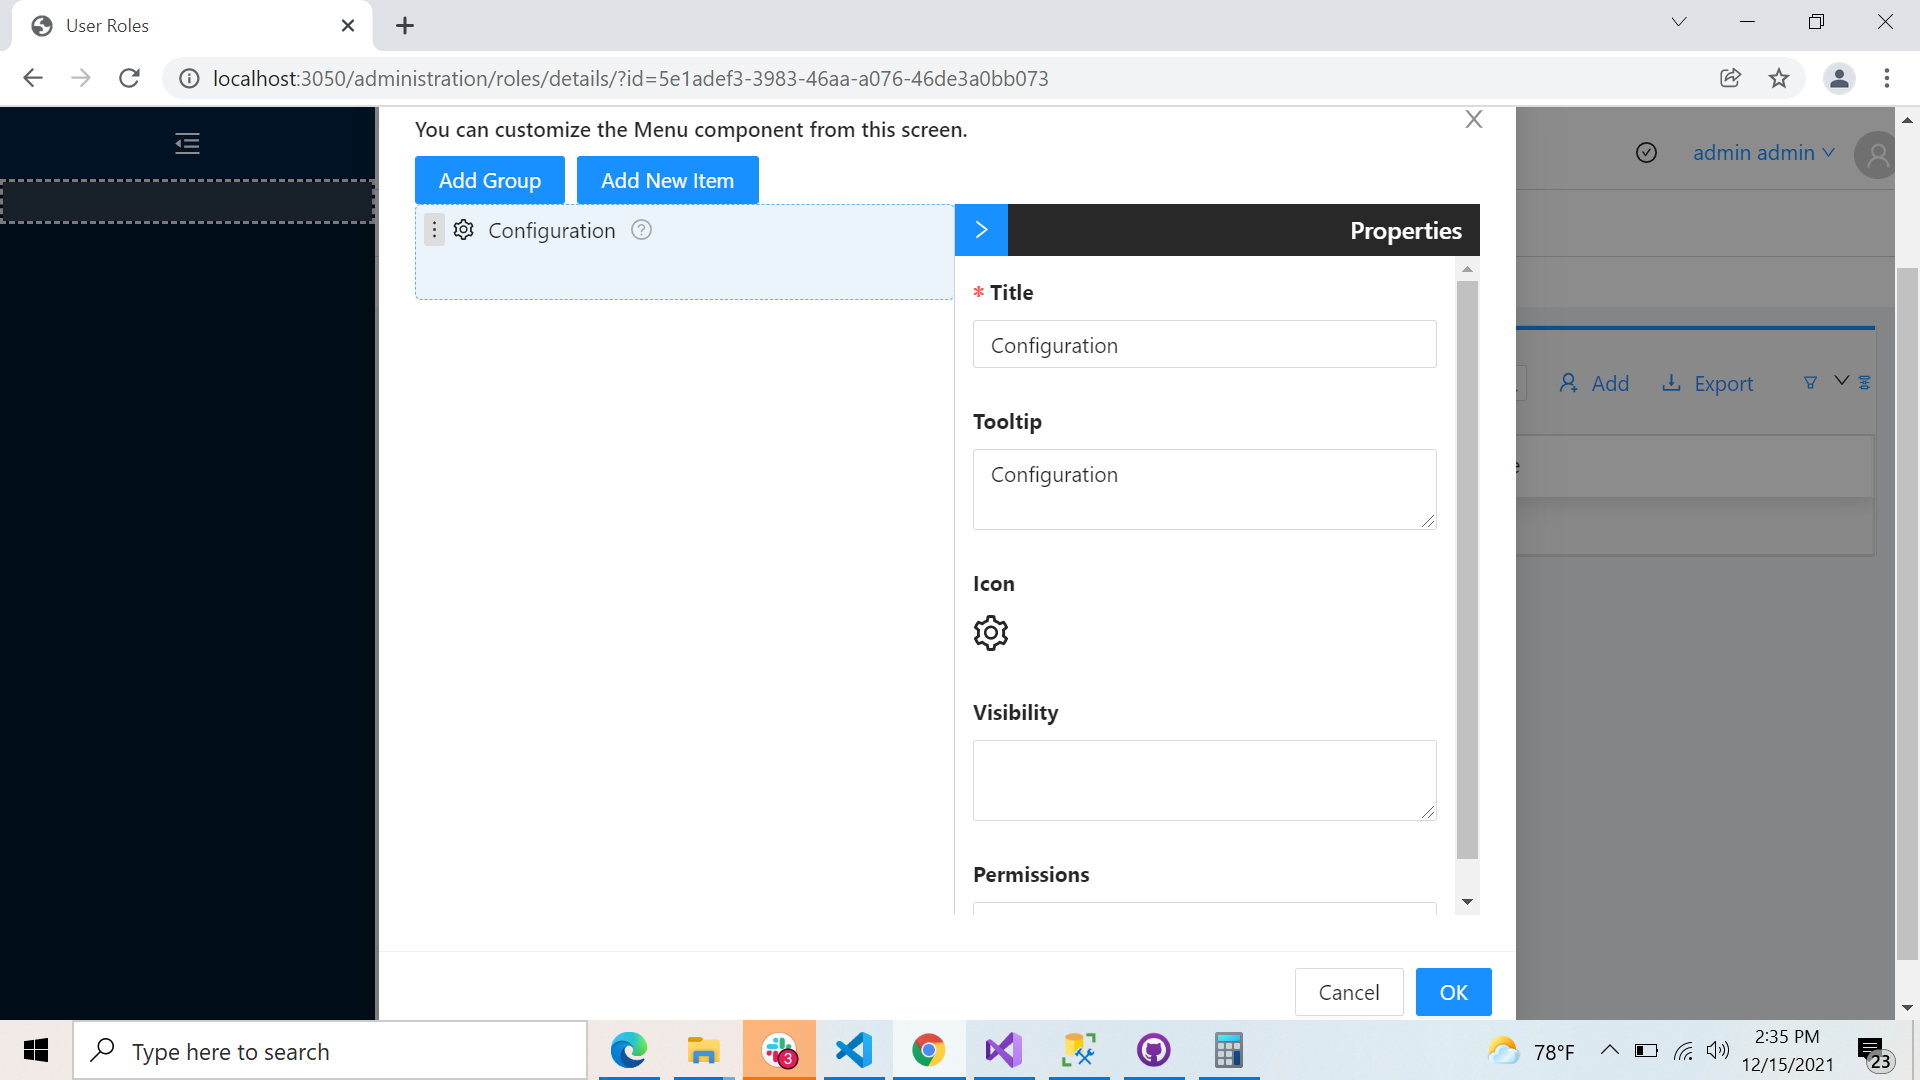 User Roles
localhost:3050/administration/roles/details/?id=5e1adef3-3983-46aa-a076-46de3a0bb073
You can customize the Menu component from this screen.
X
admin admin
Add Group
Add New Item
Configuration
Properties
* Title
Configuration
Add
Export
Tooltip
Configuration
e
Icon
Visibility
Permissions
Cancel
OK
Type here to search
3
78°F
2:35 PM
12/15/2021
23